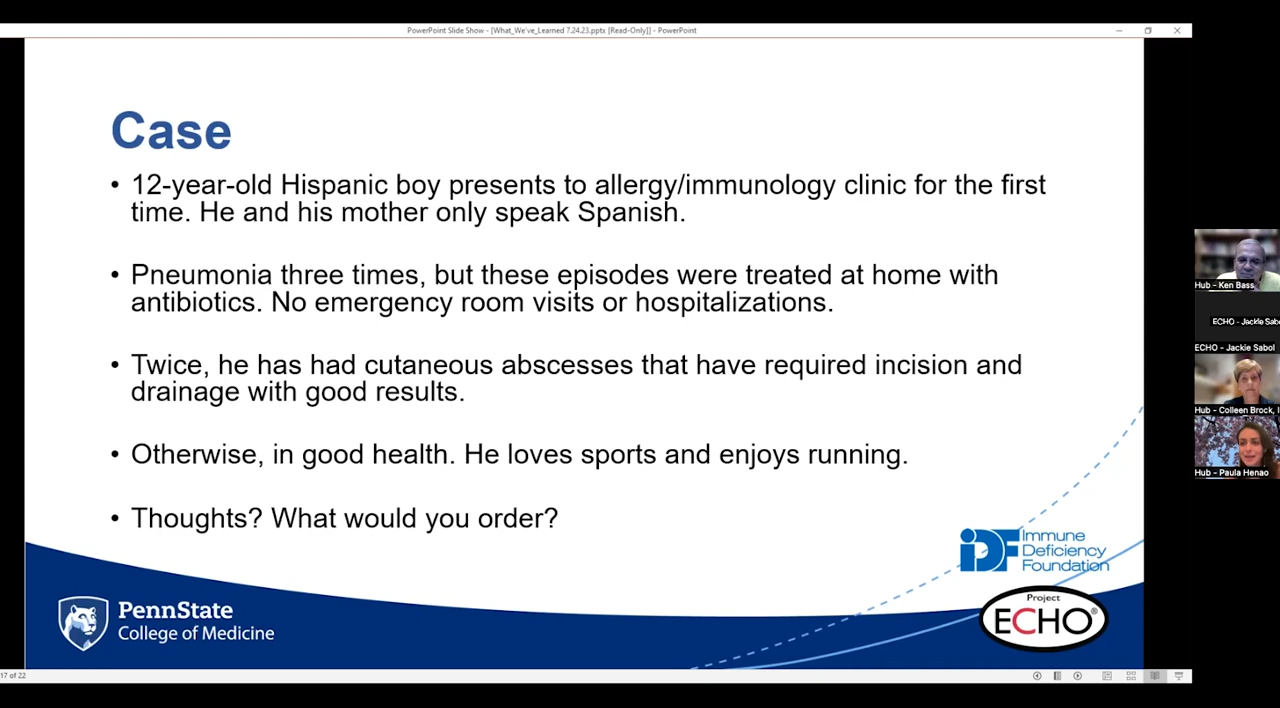 PowerPoint Slide Show - [What_We've_Learned 7.24.23.pptx [Read-Only]] - PowerPoint
Case
• 12-year-old Hispanic boy presents to allergy/immunology clinic for the first
time. He and his mother only speak Spanish.
• Pneumonia three times, but these episodes were treated at home with
antibiotics. No emergency room visits or hospitalizations.
• Twice, he has had cutaneous abscesses that have required incision and
drainage with good results.
• Otherwise, in good health. He loves sports and enjoys running.
• Thoughts? What would you order?
IDF Immune
Deficiency
Foundation
Project
ECHO®
PennState
College of Medicine
17 of 22
Hub - Ken Bass
ECHO - Jackie Sabo
ECHO - Jackie Sabol
Hub - Colleen Brock,
Hub - Paula Henao